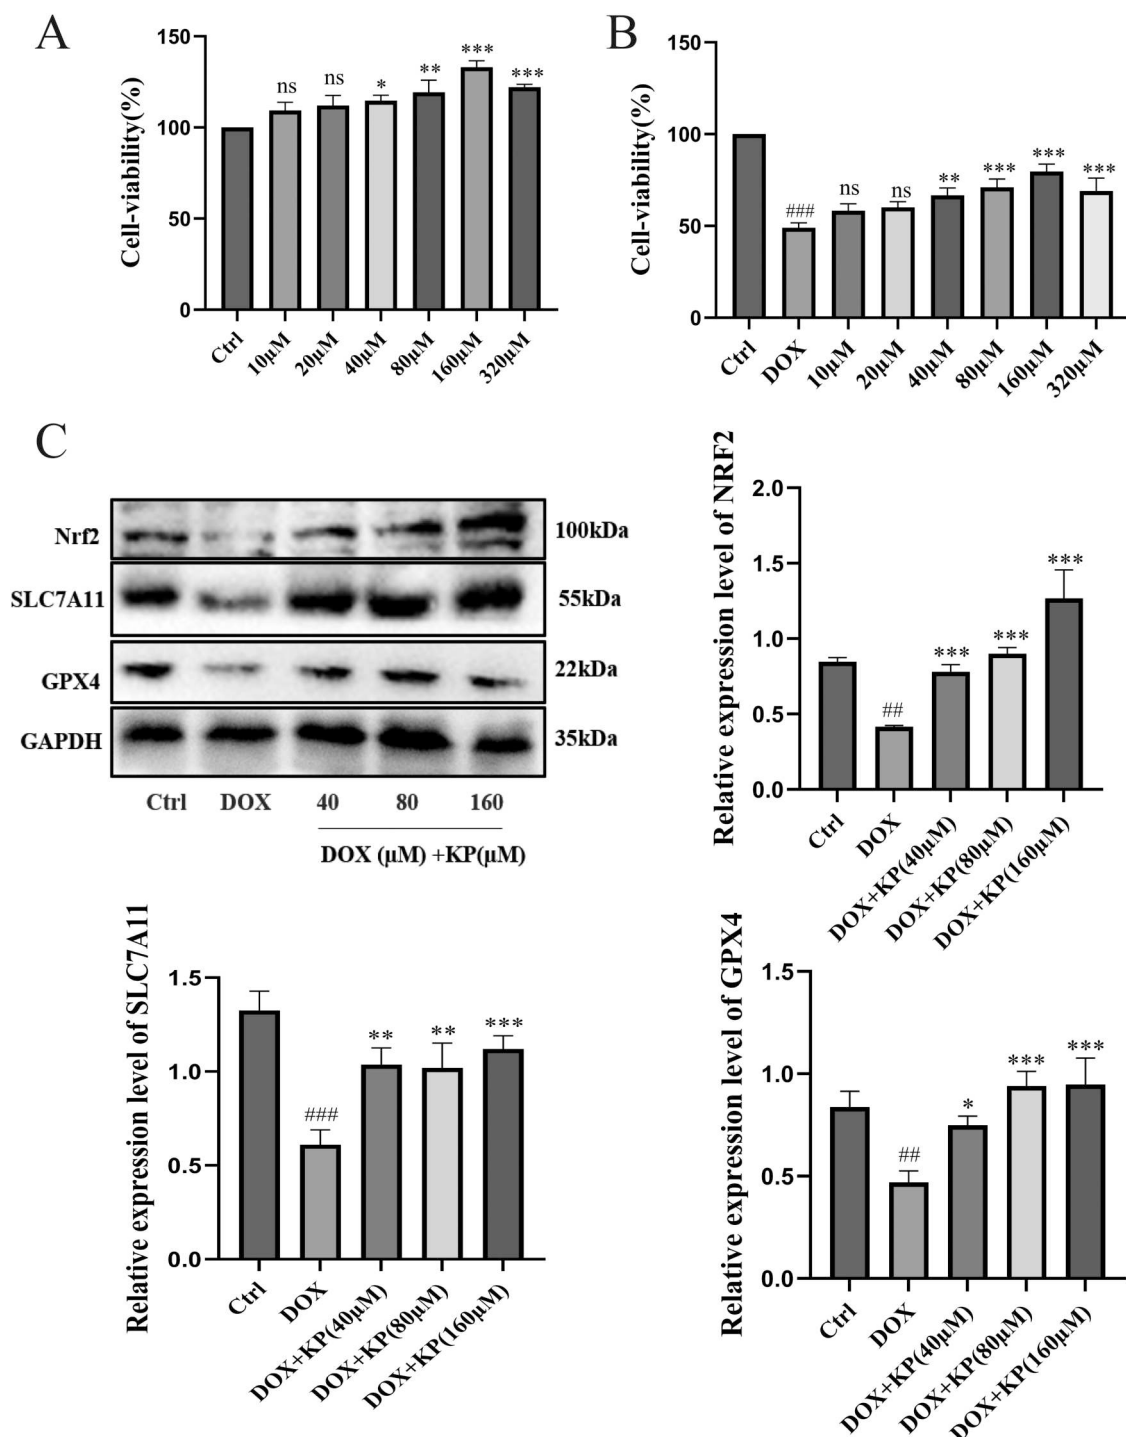 A
Cell-viability(%)
150
100
50
0
ns
ns
*
**
***
***
Ctrl
10μM
20μM
40μM
80μM
160μM
320μM
B
Cell-viability(%)
150
100
50
0
###
ns
ns
**
***
***
***
Ctrl
DOX
10μM
20μM
40μM
80μM
160μM
320μM
C
Nrf2
100kDa
SLC7A11
55kDa
GPX4
22kDa
GAPDH
35kDa
Ctrl
DOX
40
80
160
DOX (μM) +KP(μM)
Relative expression level of NRF2
2.0
1.5
1.0
0.5
0.0
##
***
***
***
Ctrl
DOX
DOX+KP(40μM)
DOX+KP(80μM)
DOX+KP(160μM)
Relative expression level of SLC7A11
1.5
1.0
0.5
0.0
###
**
**
***
Ctrl
DOX
DOX+KP(40μM)
DOX+KP(80μM)
DOX+KP(160μM)
Relative expression level of GPX4
1.5
1.0
0.5
0.0
##
*
***
***
Ctrl
DOX
DOX+KP(40μM)
DOX+KP(80μM)
DOX+KP(160μM)